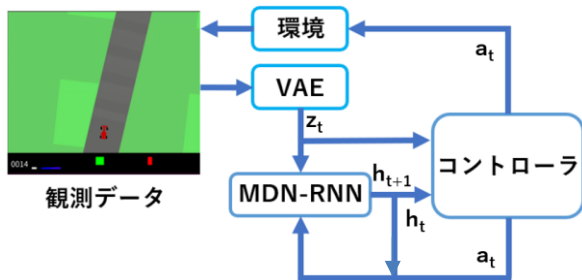 環境
a_t
VAE
z_t
コントローラ
0014
観測データ
MDN-RNN
h_{t+1}
h_t
a_t